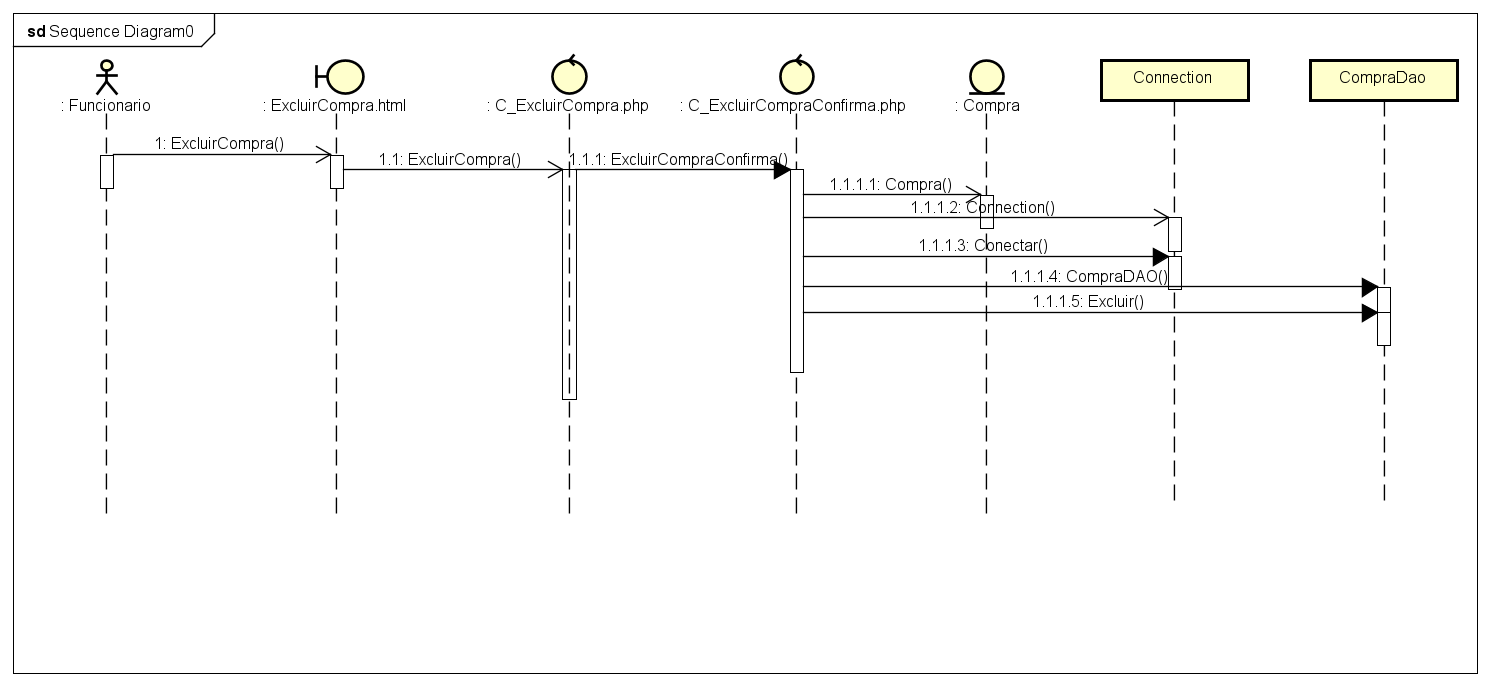 sd Sequence Diagram0
: Funcionario
: ExcluirCompra.html
: C_ExcluirCompra.php
: C_ExcluirCompraConfirma.php
: Compra
Connection
CompraDao
1: ExcluirCompra()
1.1: ExcluirCompra()
1.1.1: ExcluirCompraConfirma()
1.1.1.1: Compra()
1.1.1.2: Connection()
1.1.1.3: Conectar()
1.1.1.4: CompraDAO()
1.1.1.5: Excluir()